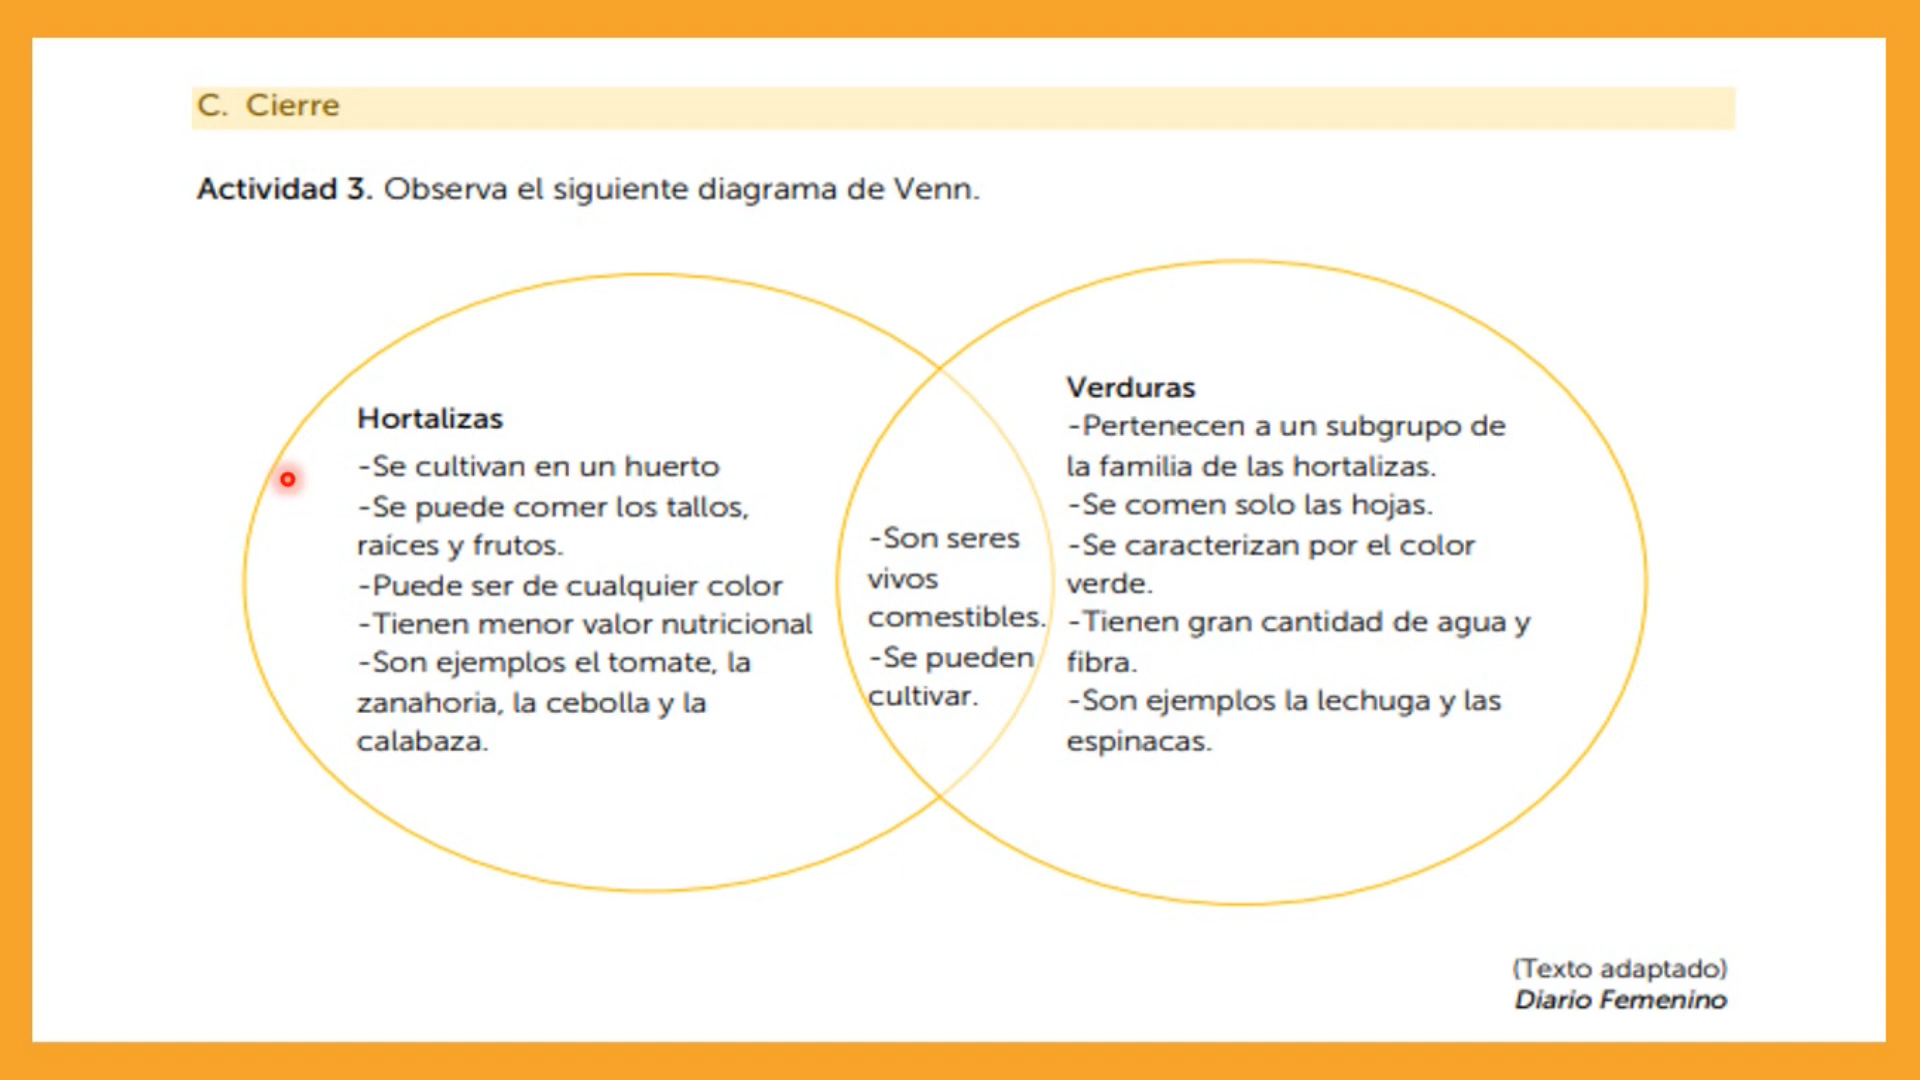 C. Cierre
Actividad 3. Observa el siguiente diagrama de Venn.
Hortalizas
-Se cultivan en un huerto
-Se puede comer los tallos,
raíces y frutos.
-Puede ser de cualquier color
-Tienen menor valor nutricional
-Son ejemplos el tomate, la
zanahoria, la cebolla y la
calabaza.
-Son seres
vivos
comestibles.
-Se pueden
cultivar.
Verduras
-Pertenecen a un subgrupo de
la familia de las hortalizas.
-Se comen solo las hojas.
-Se caracterizan por el color
verde.
-Tienen gran cantidad de agua y
fibra.
-Son ejemplos la lechuga y las
espinacas.
(Texto adaptado)
Diario Femenino